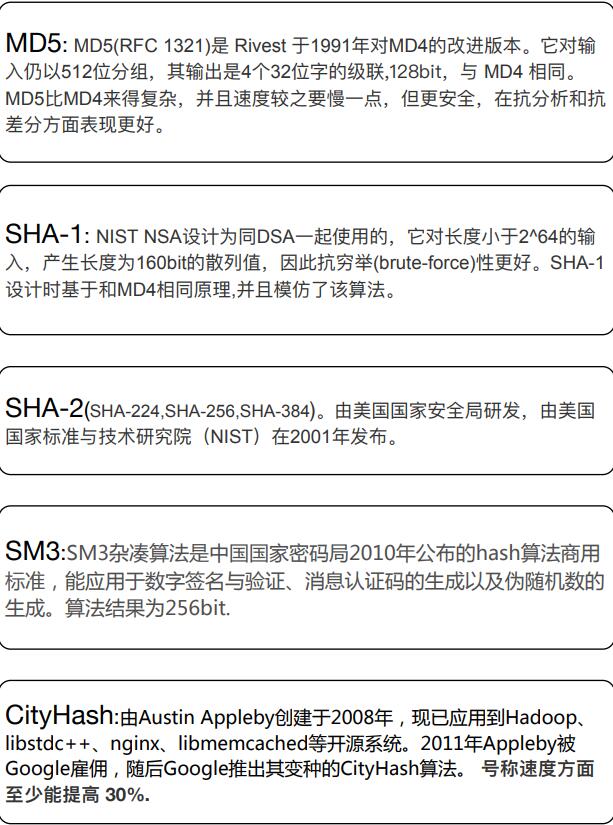 MD5: MD5(RFC 1321)是 Rivest 于1991年对MD4的改进版本。它对输
入仍以512位分组，其输出是4个32位字的级联,128bit，与 MD4 相同。
MD5比MD4来得复杂，并且速度较之要慢一点，但更安全，在抗分析和抗
差分方面表现更好。
SHA-1: NIST NSA设计为同DSA一起使用的，它对长度小于2^64的输
入，产生长度为160bit的散列值，因此抗穷举(brute-force)性更好。SHA-1
设计时基于和MD4相同原理,并且模仿了该算法。
SHA-2(SHA-224,SHA-256,SHA-384)。由美国国家安全局研发，由美国
国家标准与技术研究院（NIST）在2001年发布。
SM3:SM3杂凑算法是中国国家密码局2010年公布的hash算法商用
标准，能应用于数字签名与验证、消息认证码的生成以及伪随机数的
生成。算法结果为256bit.
CityHash:由Austin Appleby创建于2008年，现已应用到Hadoop、
libstdc++、nginx、libmemcached等开源系统。2011年Appleby被
Google雇佣，随后Google推出其变种的CityHash算法。 号称速度方面
至少能提高 30%.